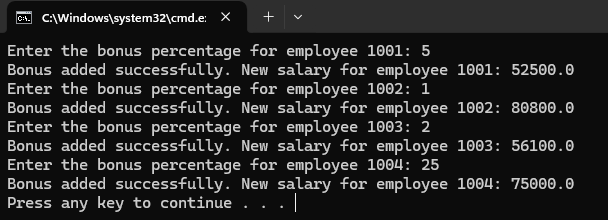 C:\Windows\system32\cmd.e:
Enter the bonus percentage for employee 1001: 5
Bonus added successfully. New salary for employee 1001: 52500.0
Enter the bonus percentage for employee 1002: 1
Bonus added successfully. New salary for employee 1002: 80800.0
Enter the bonus percentage for employee 1003: 2
Bonus added successfully. New salary for employee 1003: 56100.0
Enter the bonus percentage for employee 1004: 25
Bonus added successfully. New salary for employee 1004: 75000.0
Press any key to continue . . .